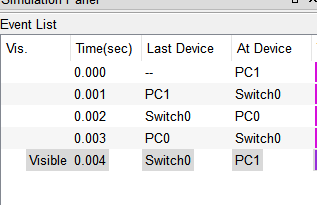 Simulation Panel
Event List
Vis. Time(sec) Last Device At Device
0.000 -- PC1
0.001 PC1 Switch0
0.002 Switch0 PC0
0.003 PC0 Switch0
Visible 0.004 Switch0 PC1